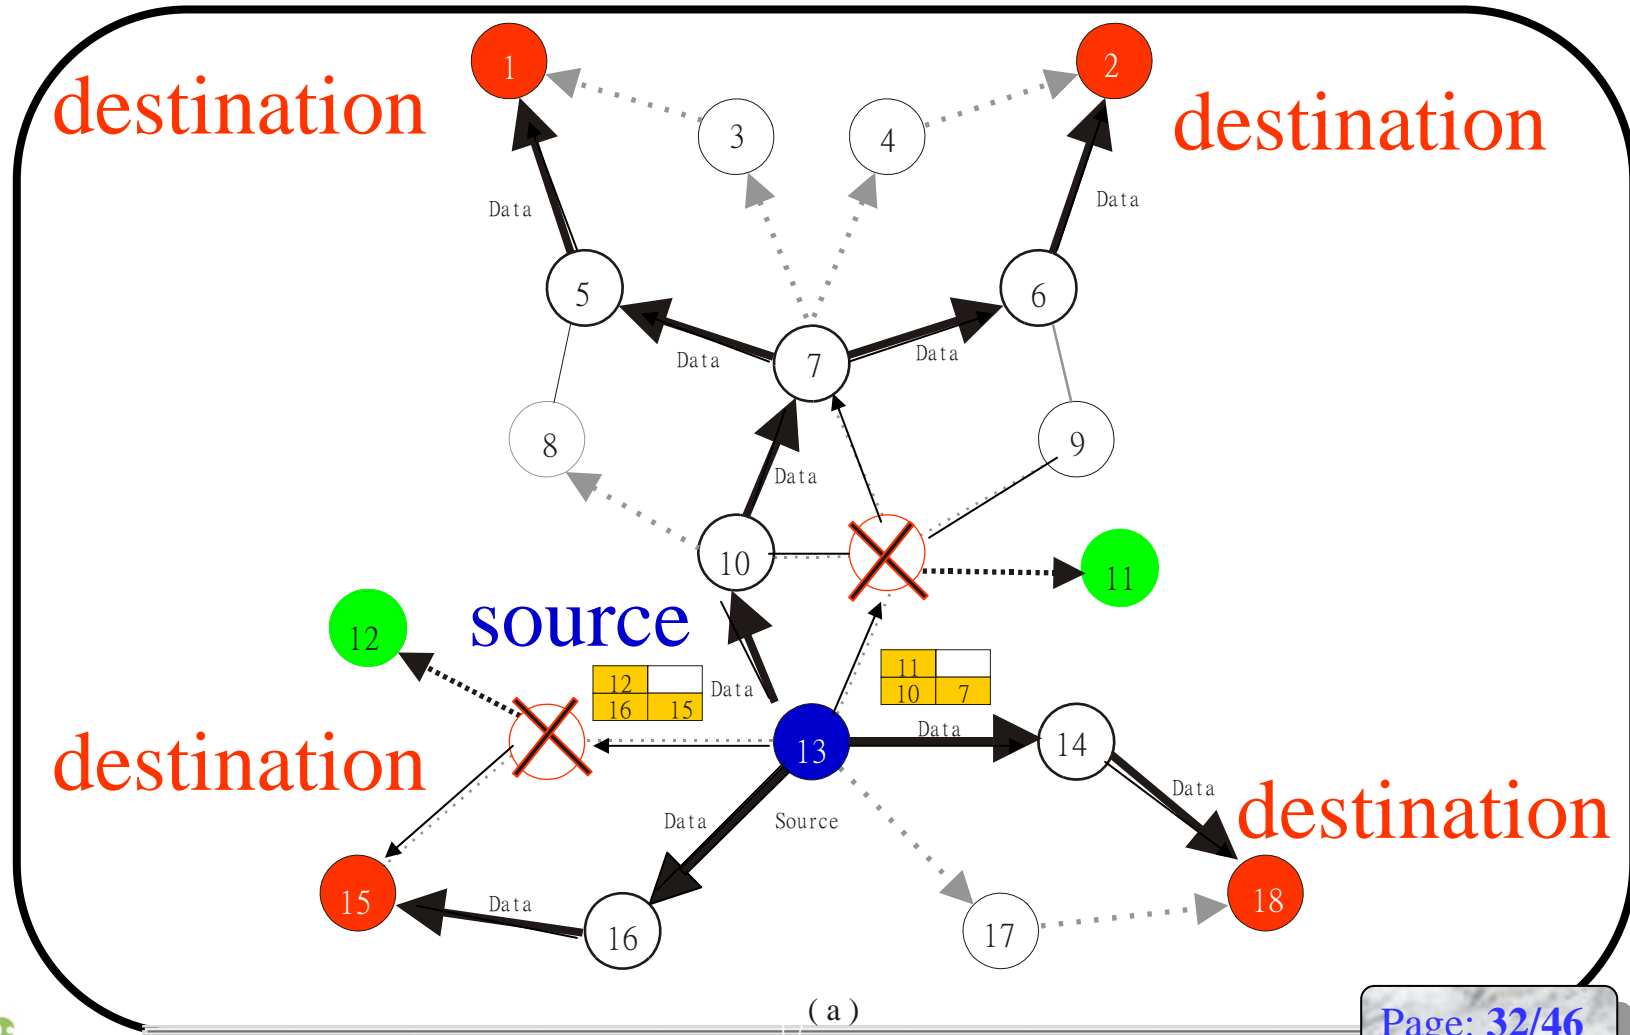 1
2
destination
destination
3
4
Data
Data
5
6
Data
Data
7
8
9
Data
10
11
12
source
12
16 15
Data
11
10 7
13
Data
14
destination
Data
destination
Data
Source
15
Data
16
17
18
(a)
Page: 32/46